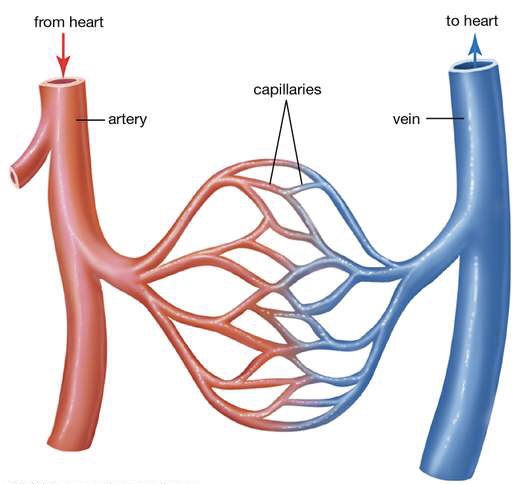 from heart
to heart
capillaries
artery
vein